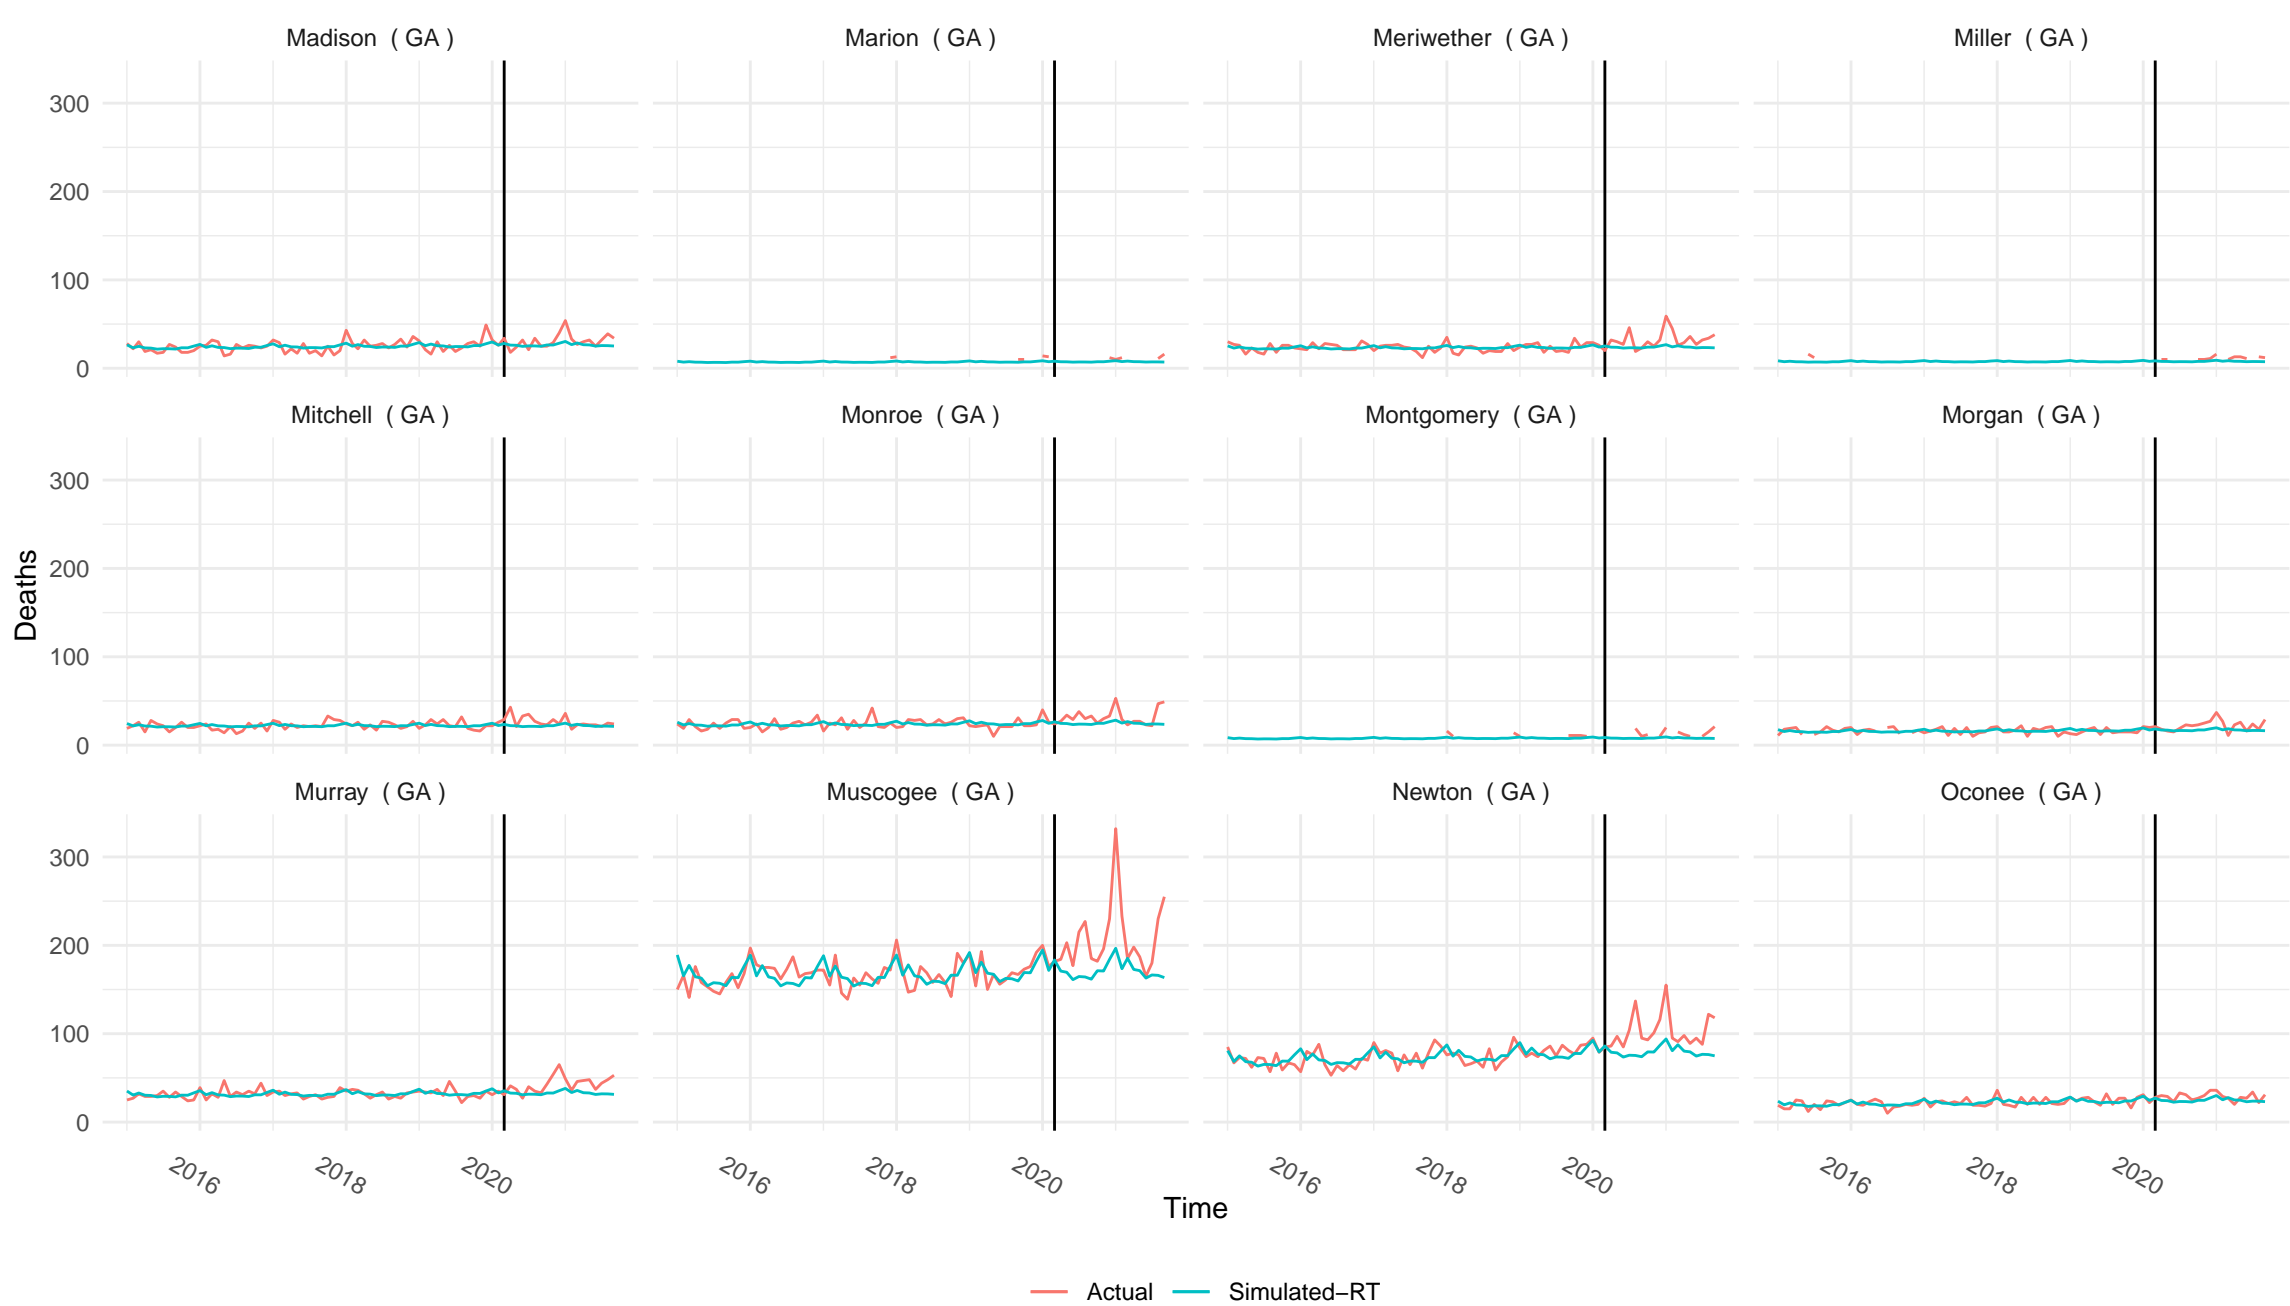 Madison ( GA ) Marion ( GA ) Meriwether ( GA ) Miller ( GA )
300
200
100
0
Mitchell ( GA ) Monroe ( GA ) Montgomery ( GA ) Morgan ( GA )
300
200
100
0
Deaths
Murray ( GA ) Muscogee ( GA ) Newton ( GA ) Oconee ( GA )
300
200
100
0
2016 2018 2020 2016 2018 2020 2016 2018 2020 2016 2018 2020
Time
Actual Simulated−RT